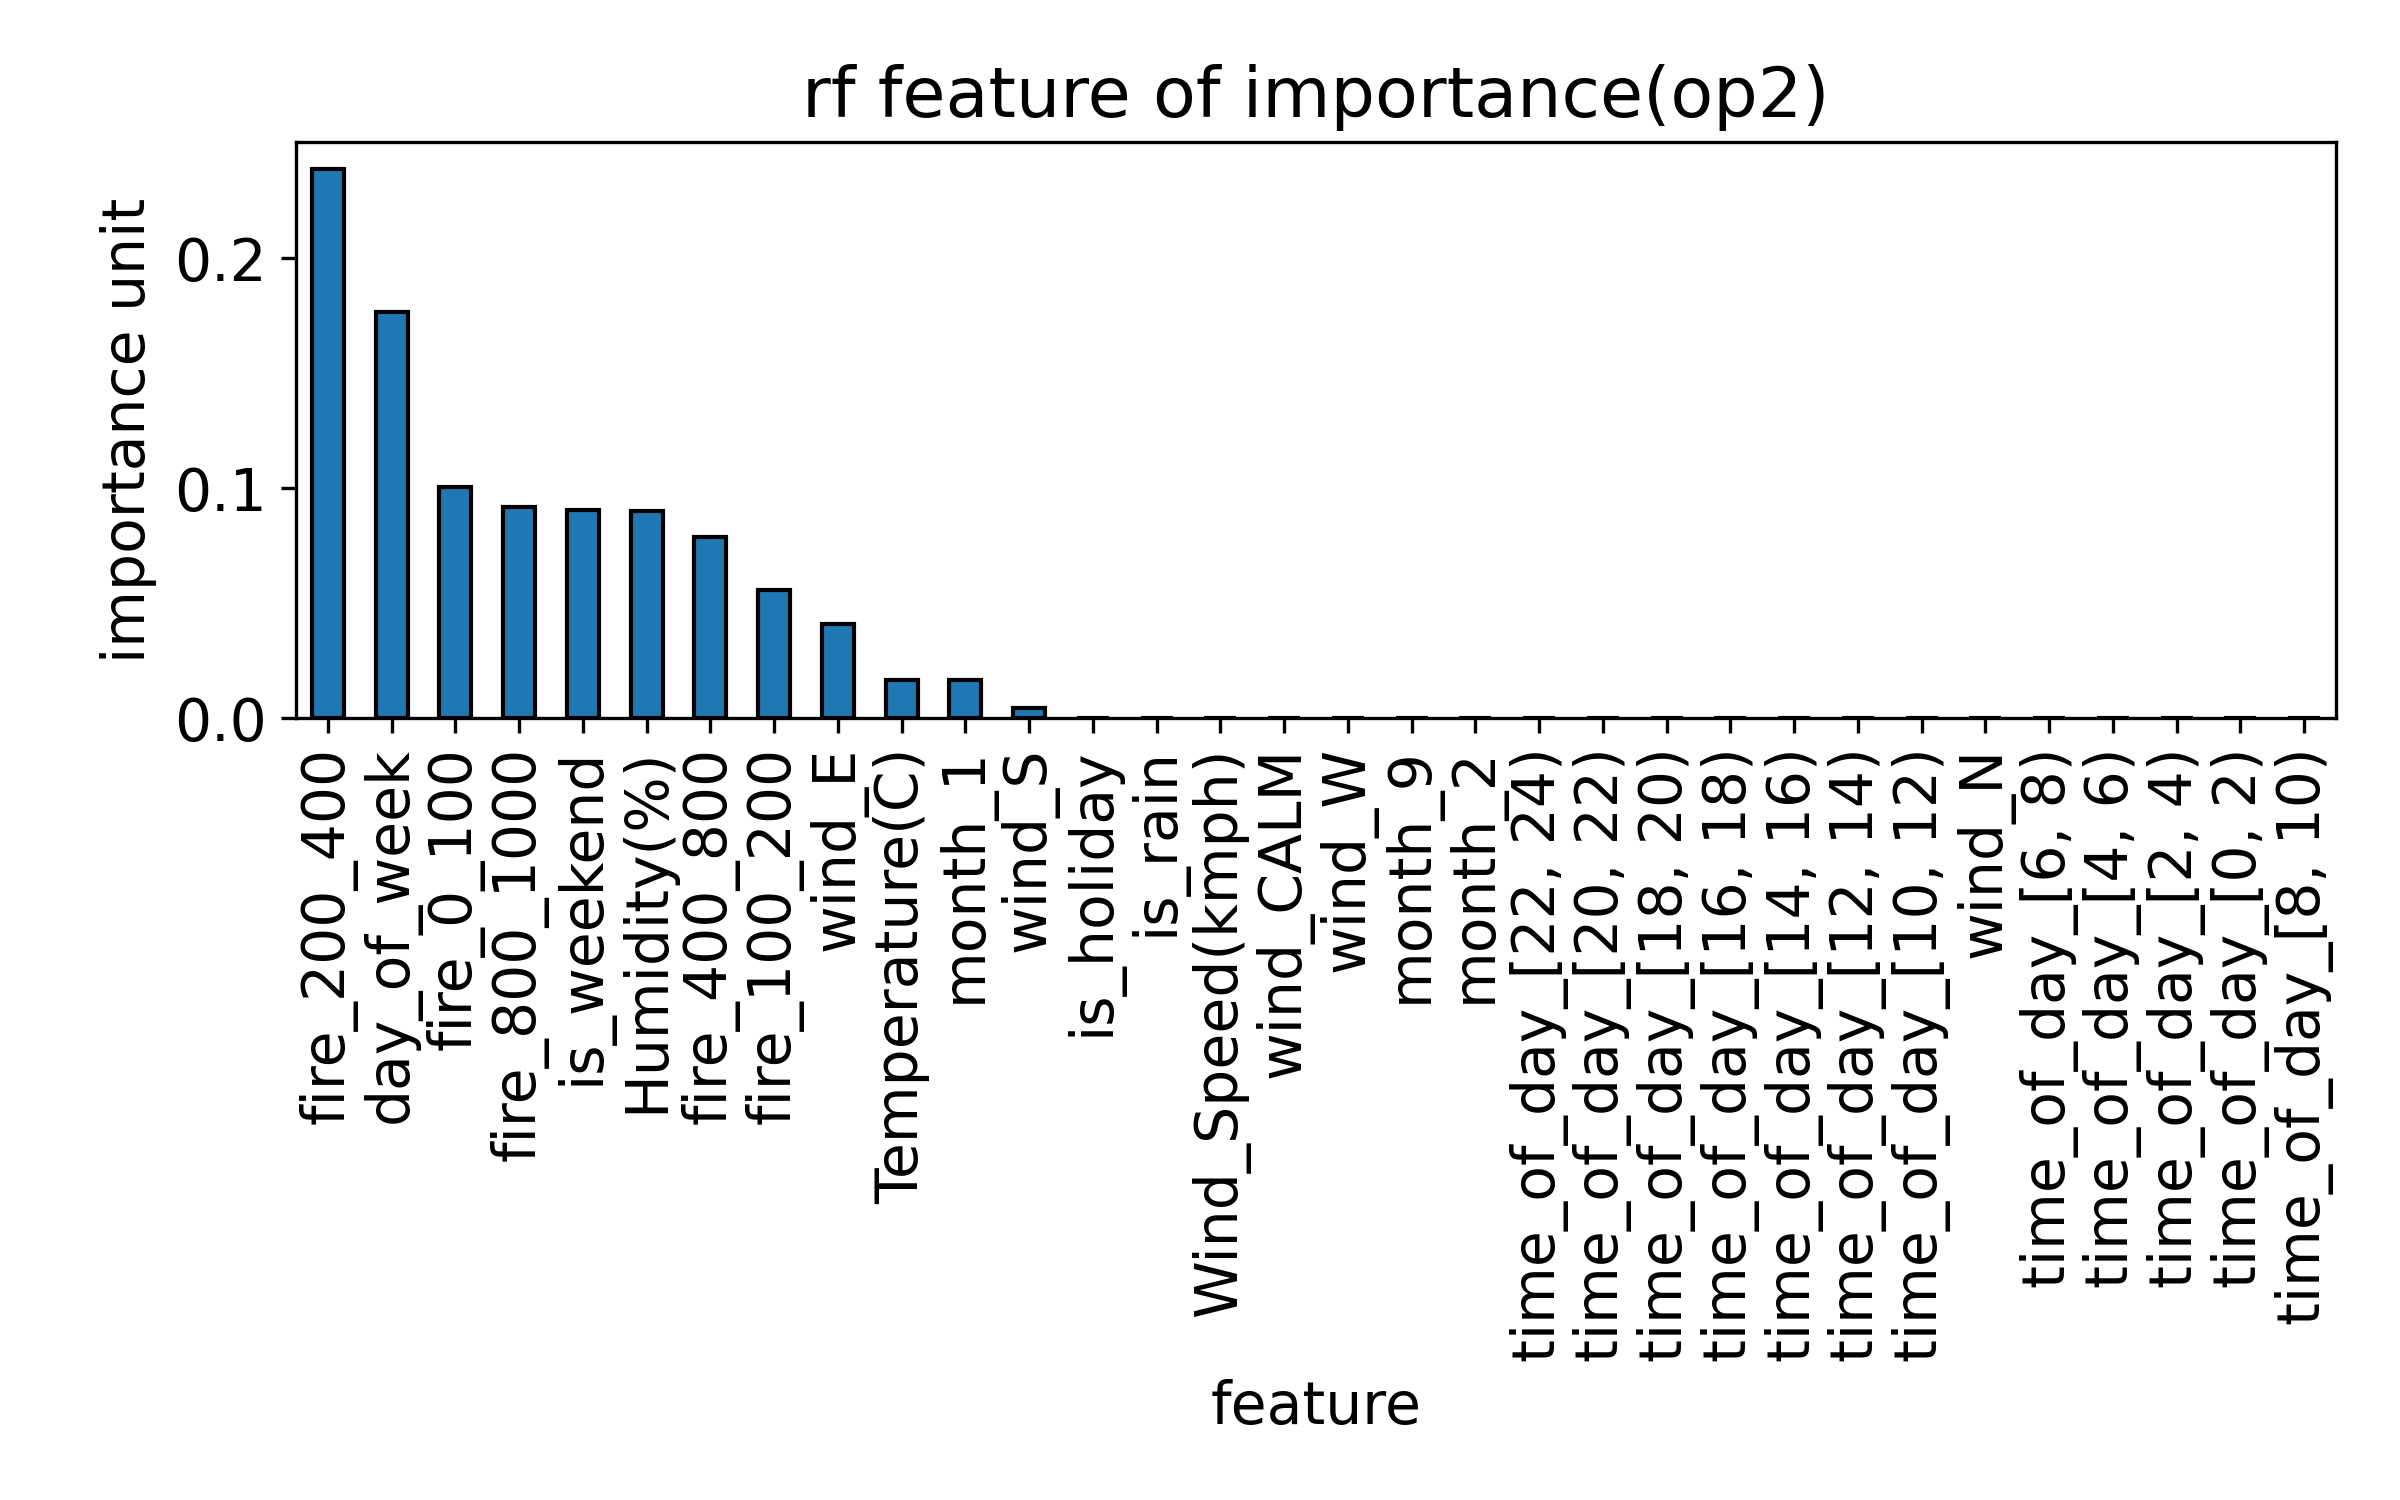 rf feature of importance(op2)
importance unit
0.2
0.1
0.0
fire_200_400
day_of_week
fire_0_100
fire_800_1000
is_weekend
Humidity(%)
fire_400_800
fire_100_200
wind_E
Temperature(C)
month_1
wind_S
is_holiday
is_rain
Wind_Speed(kmph)
wind_CALM
wind_W
month_9
month_2
time_of_day_[22, 24)
time_of_day_[20, 22)
time_of_day_[18, 20)
time_of_day_[16, 18)
time_of_day_[14, 16)
time_of_day_[12, 14)
time_of_day_[10, 12)
wind_N
time_of_day_[6, 8)
time_of_day_[4, 6)
time_of_day_[2, 4)
time_of_day_[0, 2)
time_of_day_[8, 10)
feature